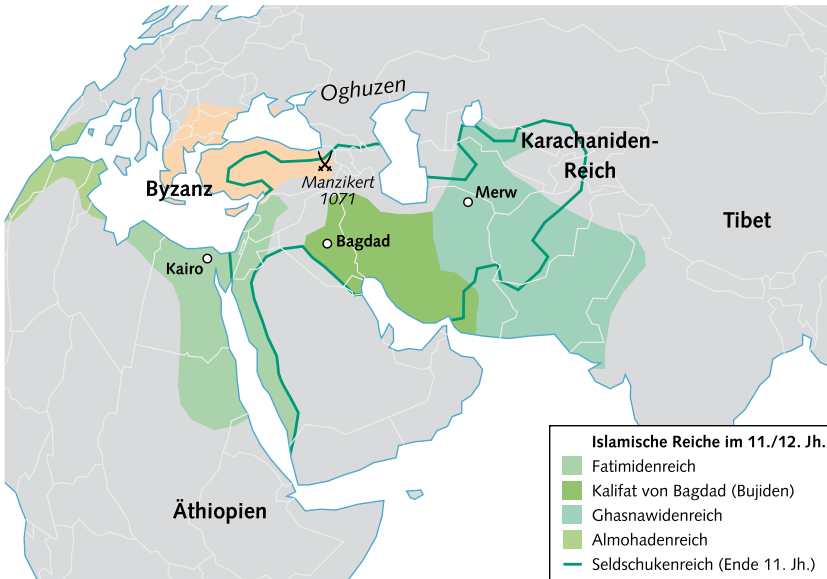 Oghuzen
Karachaniden-
Reich
Byzanz
Manzikert
1071
Merw
Tibet
Bagdad
Kairo
Äthiopien
Islamische Reiche im 11./12. Jh.
Fatimidenreich
Kalifat von Bagdad (Bujiden)
Ghasnawidenreich
Almohadenreich
Seldschukenreich (Ende 11. Jh.)